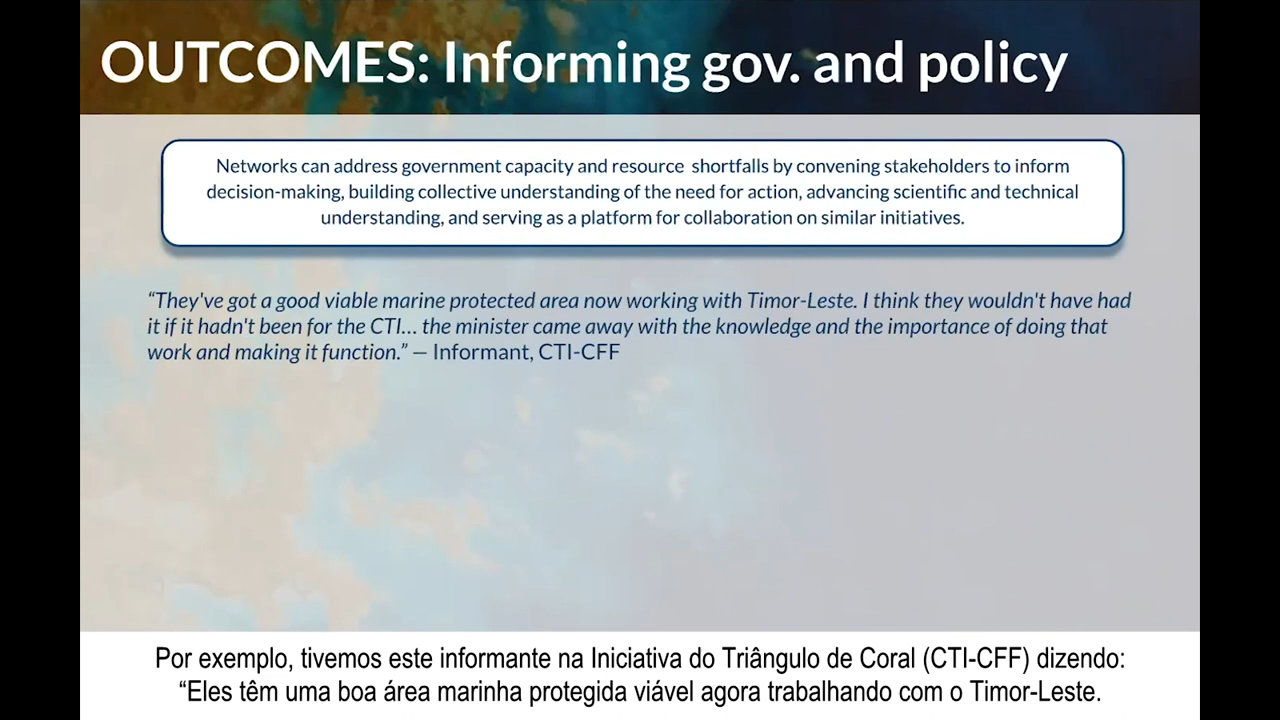 OUTCOMES: Informing gov. and policy
Networks can address government capacity and resource shortfalls by convening stakeholders to inform
decision-making, building collective understanding of the need for action, advancing scientific and technical
understanding, and serving as a platform for collaboration on similar initiatives.
“They've got a good viable marine protected area now working with Timor-Leste. I think they wouldn't have had
it if it hadn't been for the CTI... the minister came away with the knowledge and the importance of doing that
work and making it function.” — Informant, CTI-CFF
Por exemplo, tivemos este informante na Iniciativa do Triângulo de Coral (CTI-CFF) dizendo:
“Eles têm uma boa área marinha protegida viável agora trabalhando com o Timor-Leste.